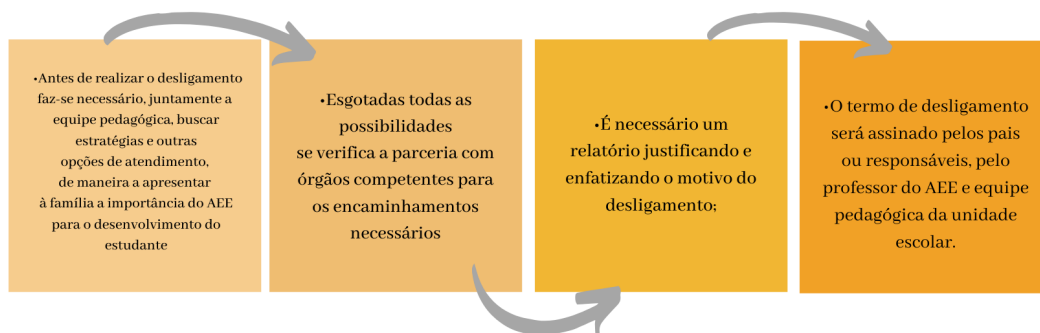 •Antes de realizar o desligamento
faz-se necessário, juntamente a
equipe pedagógica, buscar
estratégias e outras
opções de atendimento,
de maneira a apresentar
à família a importância do AEE
para o desenvolvimento do
estudante
•Esgotadas todas as
possibilidades
se verifica a parceria com
órgãos competentes para
os encaminhamentos
necessários
•É necessário um
relatório justificando e
enfatizando o motivo do
desligamento;
•O termo de desligamento
será assinado pelos pais
ou responsáveis, pelo
professor do AEE e equipe
pedagógica da unidade
escolar.